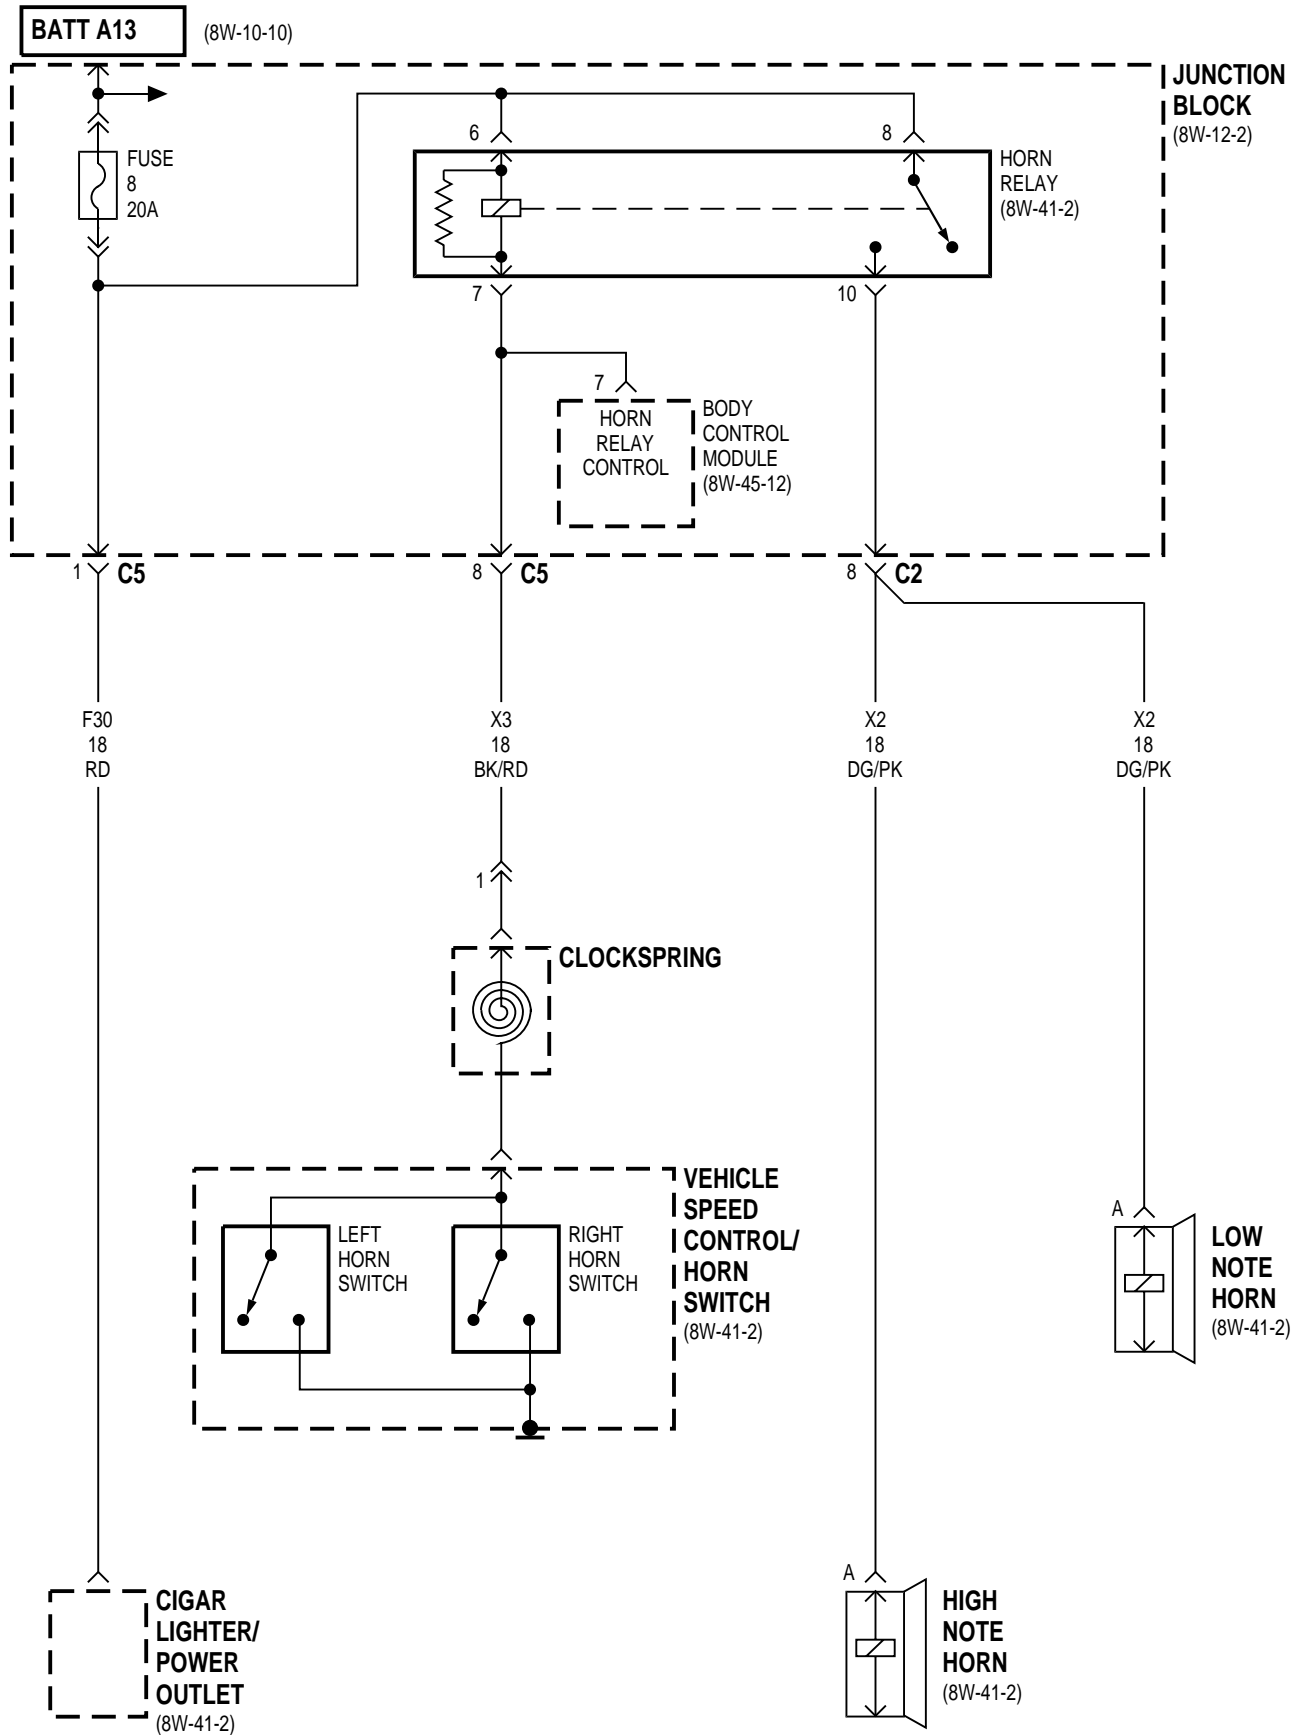 BATT A13
(8W-10-10)
JUNCTION
BLOCK
(8W-12-2)
6
8
FUSE
8
20A
HORN
RELAY
(8W-41-2)
7
10
7
HORN
RELAY
CONTROL
BODY
CONTROL
MODULE
(8W-45-12)
1
C5
8
C5
8
C2
F30
18
RD
X3
18
BK/RD
X2
18
DG/PK
X2
18
DG/PK
1
CLOCKSPRING
LEFT
HORN
SWITCH
RIGHT
HORN
SWITCH
VEHICLE
SPEED
CONTROL/
HORN
SWITCH
(8W-41-2)
A
LOW
NOTE
HORN
(8W-41-2)
CIGAR
LIGHTER/
POWER
OUTLET
(8W-41-2)
A
HIGH
NOTE
HORN
(8W-41-2)